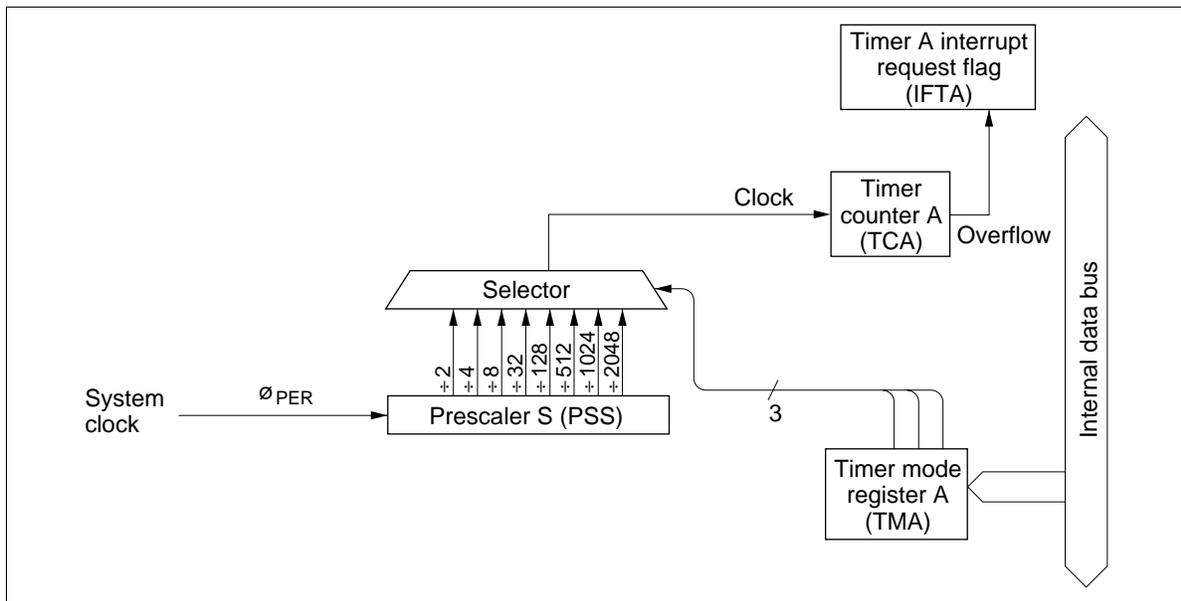 Timer A interrupt
request flag
(IFTA)
Clock
Timer
counter A
(TCA)
Overflow
Selector
÷2
÷4
÷8
÷32
÷128
÷512
÷1024
÷2048
Internal data bus
System
clock
Ø PER
Prescaler S (PSS)
3
Timer mode
register A
(TMA)